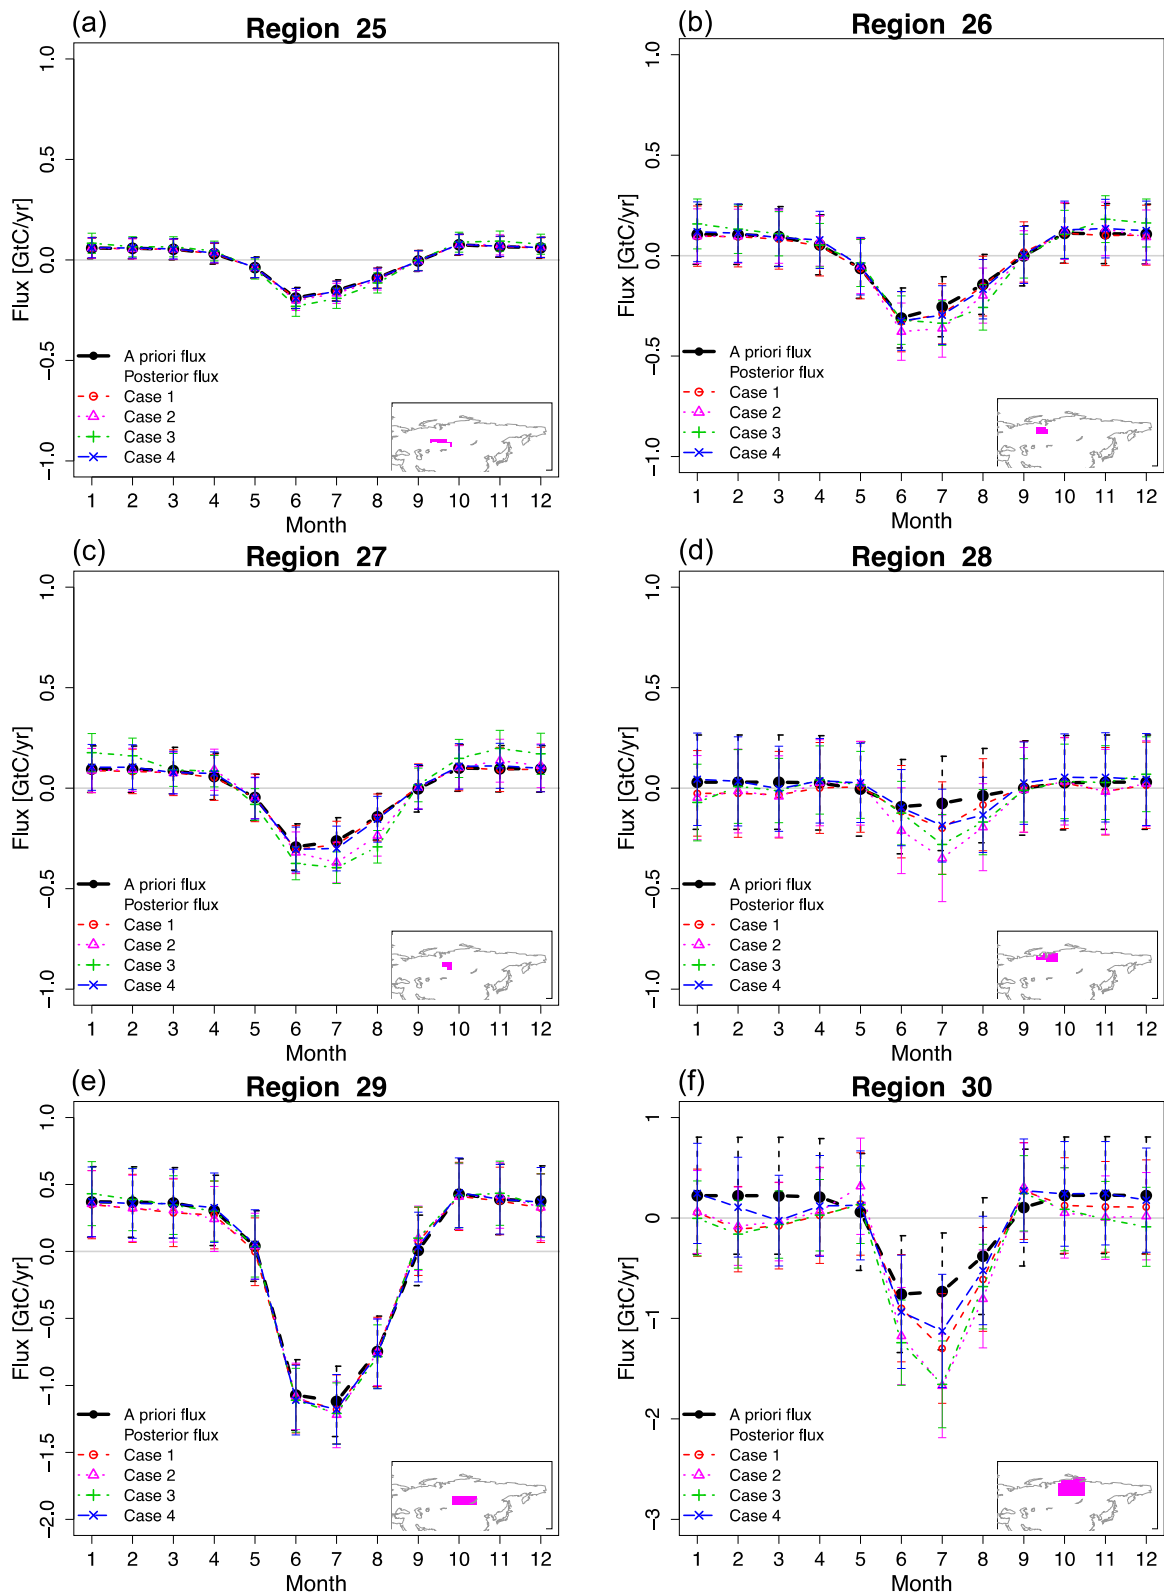 (a)
Region 25
Flux [GtC/yr]
1.0
0.5
0.0
−0.5
−1.0
A priori flux
Posterior flux
Case 1
Case 2
Case 3
Case 4
1 2 3 4 5 6 7 8 9 10 11 12
Month
(b)
Region 26
Flux [GtC/yr]
1.0
0.5
0.0
−0.5
−1.0
A priori flux
Posterior flux
Case 1
Case 2
Case 3
Case 4
1 2 3 4 5 6 7 8 9 10 11 12
Month
(c)
Region 27
Flux [GtC/yr]
1.0
0.5
0.0
−0.5
−1.0
A priori flux
Posterior flux
Case 1
Case 2
Case 3
Case 4
1 2 3 4 5 6 7 8 9 10 11 12
Month
(d)
Region 28
Flux [GtC/yr]
1.0
0.5
0.0
−0.5
−1.0
A priori flux
Posterior flux
Case 1
Case 2
Case 3
Case 4
1 2 3 4 5 6 7 8 9 10 11 12
Month
(e)
Region 29
Flux [GtC/yr]
1.0
0.5
0.0
−0.5
−1.0
−1.5
−2.0
A priori flux
Posterior flux
Case 1
Case 2
Case 3
Case 4
1 2 3 4 5 6 7 8 9 10 11 12
Month
(f)
Region 30
Flux [GtC/yr]
1
0
−1
−2
−3
A priori flux
Posterior flux
Case 1
Case 2
Case 3
Case 4
1 2 3 4 5 6 7 8 9 10 11 12
Month